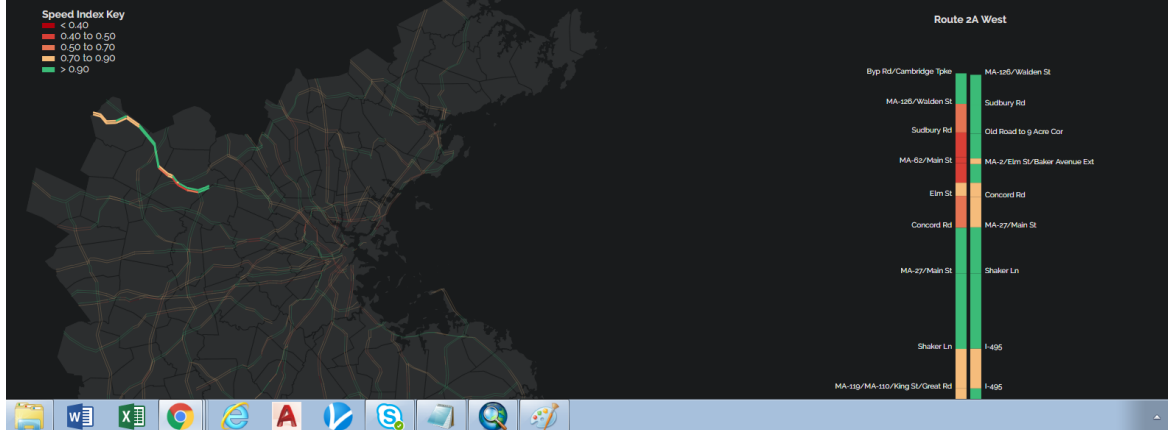 Speed Index Key
< 0.40
0.40 to 0.50
0.50 to 0.70
0.70 to 0.90
> 0.90
Route 2A West
Byp Rd/Cambridge Tpke
MA-126/Walden St
MA-126/Walden St
Sudbury Rd
Sudbury Rd
Old Road to 9 Acre Cor
MA-62/Main St
MA-2/Elm St/Baker Avenue Ext
Elm St
Concord Rd
Concord Rd
MA-27/Main St
MA-27/Main St
Shaker Ln
Shaker Ln
I-495
MA-119/MA-110/King St/Great Rd
I-495